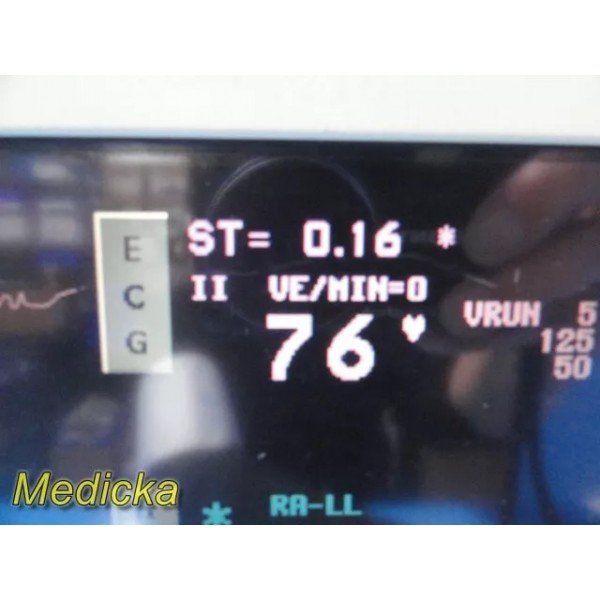 E
C
G
ST= 0.16 *
II VE/MIN=0
76 ♥
VRUN 5
125
50
Medicka
* RA-LL